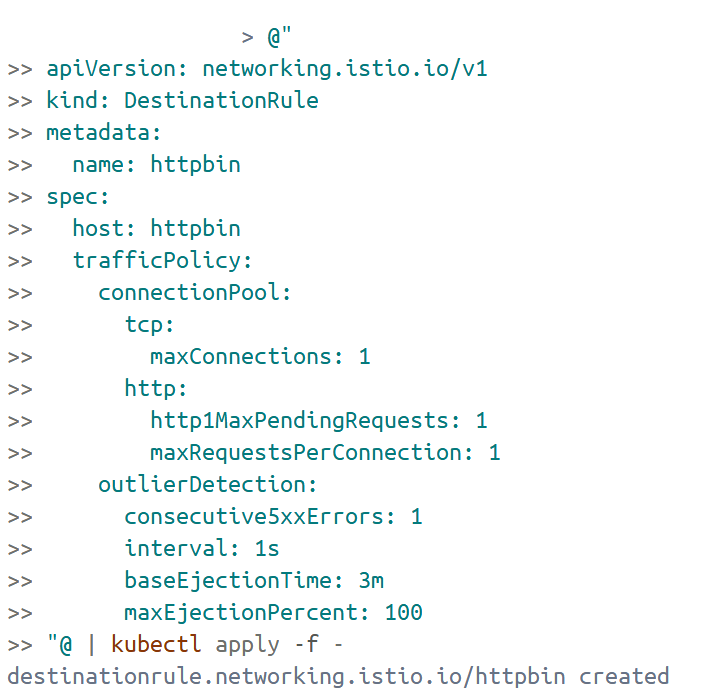 > @"
>> apiVersion: networking.istio.io/v1
>> kind: DestinationRule
>> metadata:
>>   name: httpbin
>> spec:
>>   host: httpbin
>>   trafficPolicy:
>>     connectionPool:
>>       tcp:
>>         maxConnections: 1
>>       http:
>>         http1MaxPendingRequests: 1
>>         maxRequestsPerConnection: 1
>>     outlierDetection:
>>       consecutive5xxErrors: 1
>>       interval: 1s
>>       baseEjectionTime: 3m
>>       maxEjectionPercent: 100
>> "@ | kubectl apply -f -
destinationrule.networking.istio.io/httpbin created